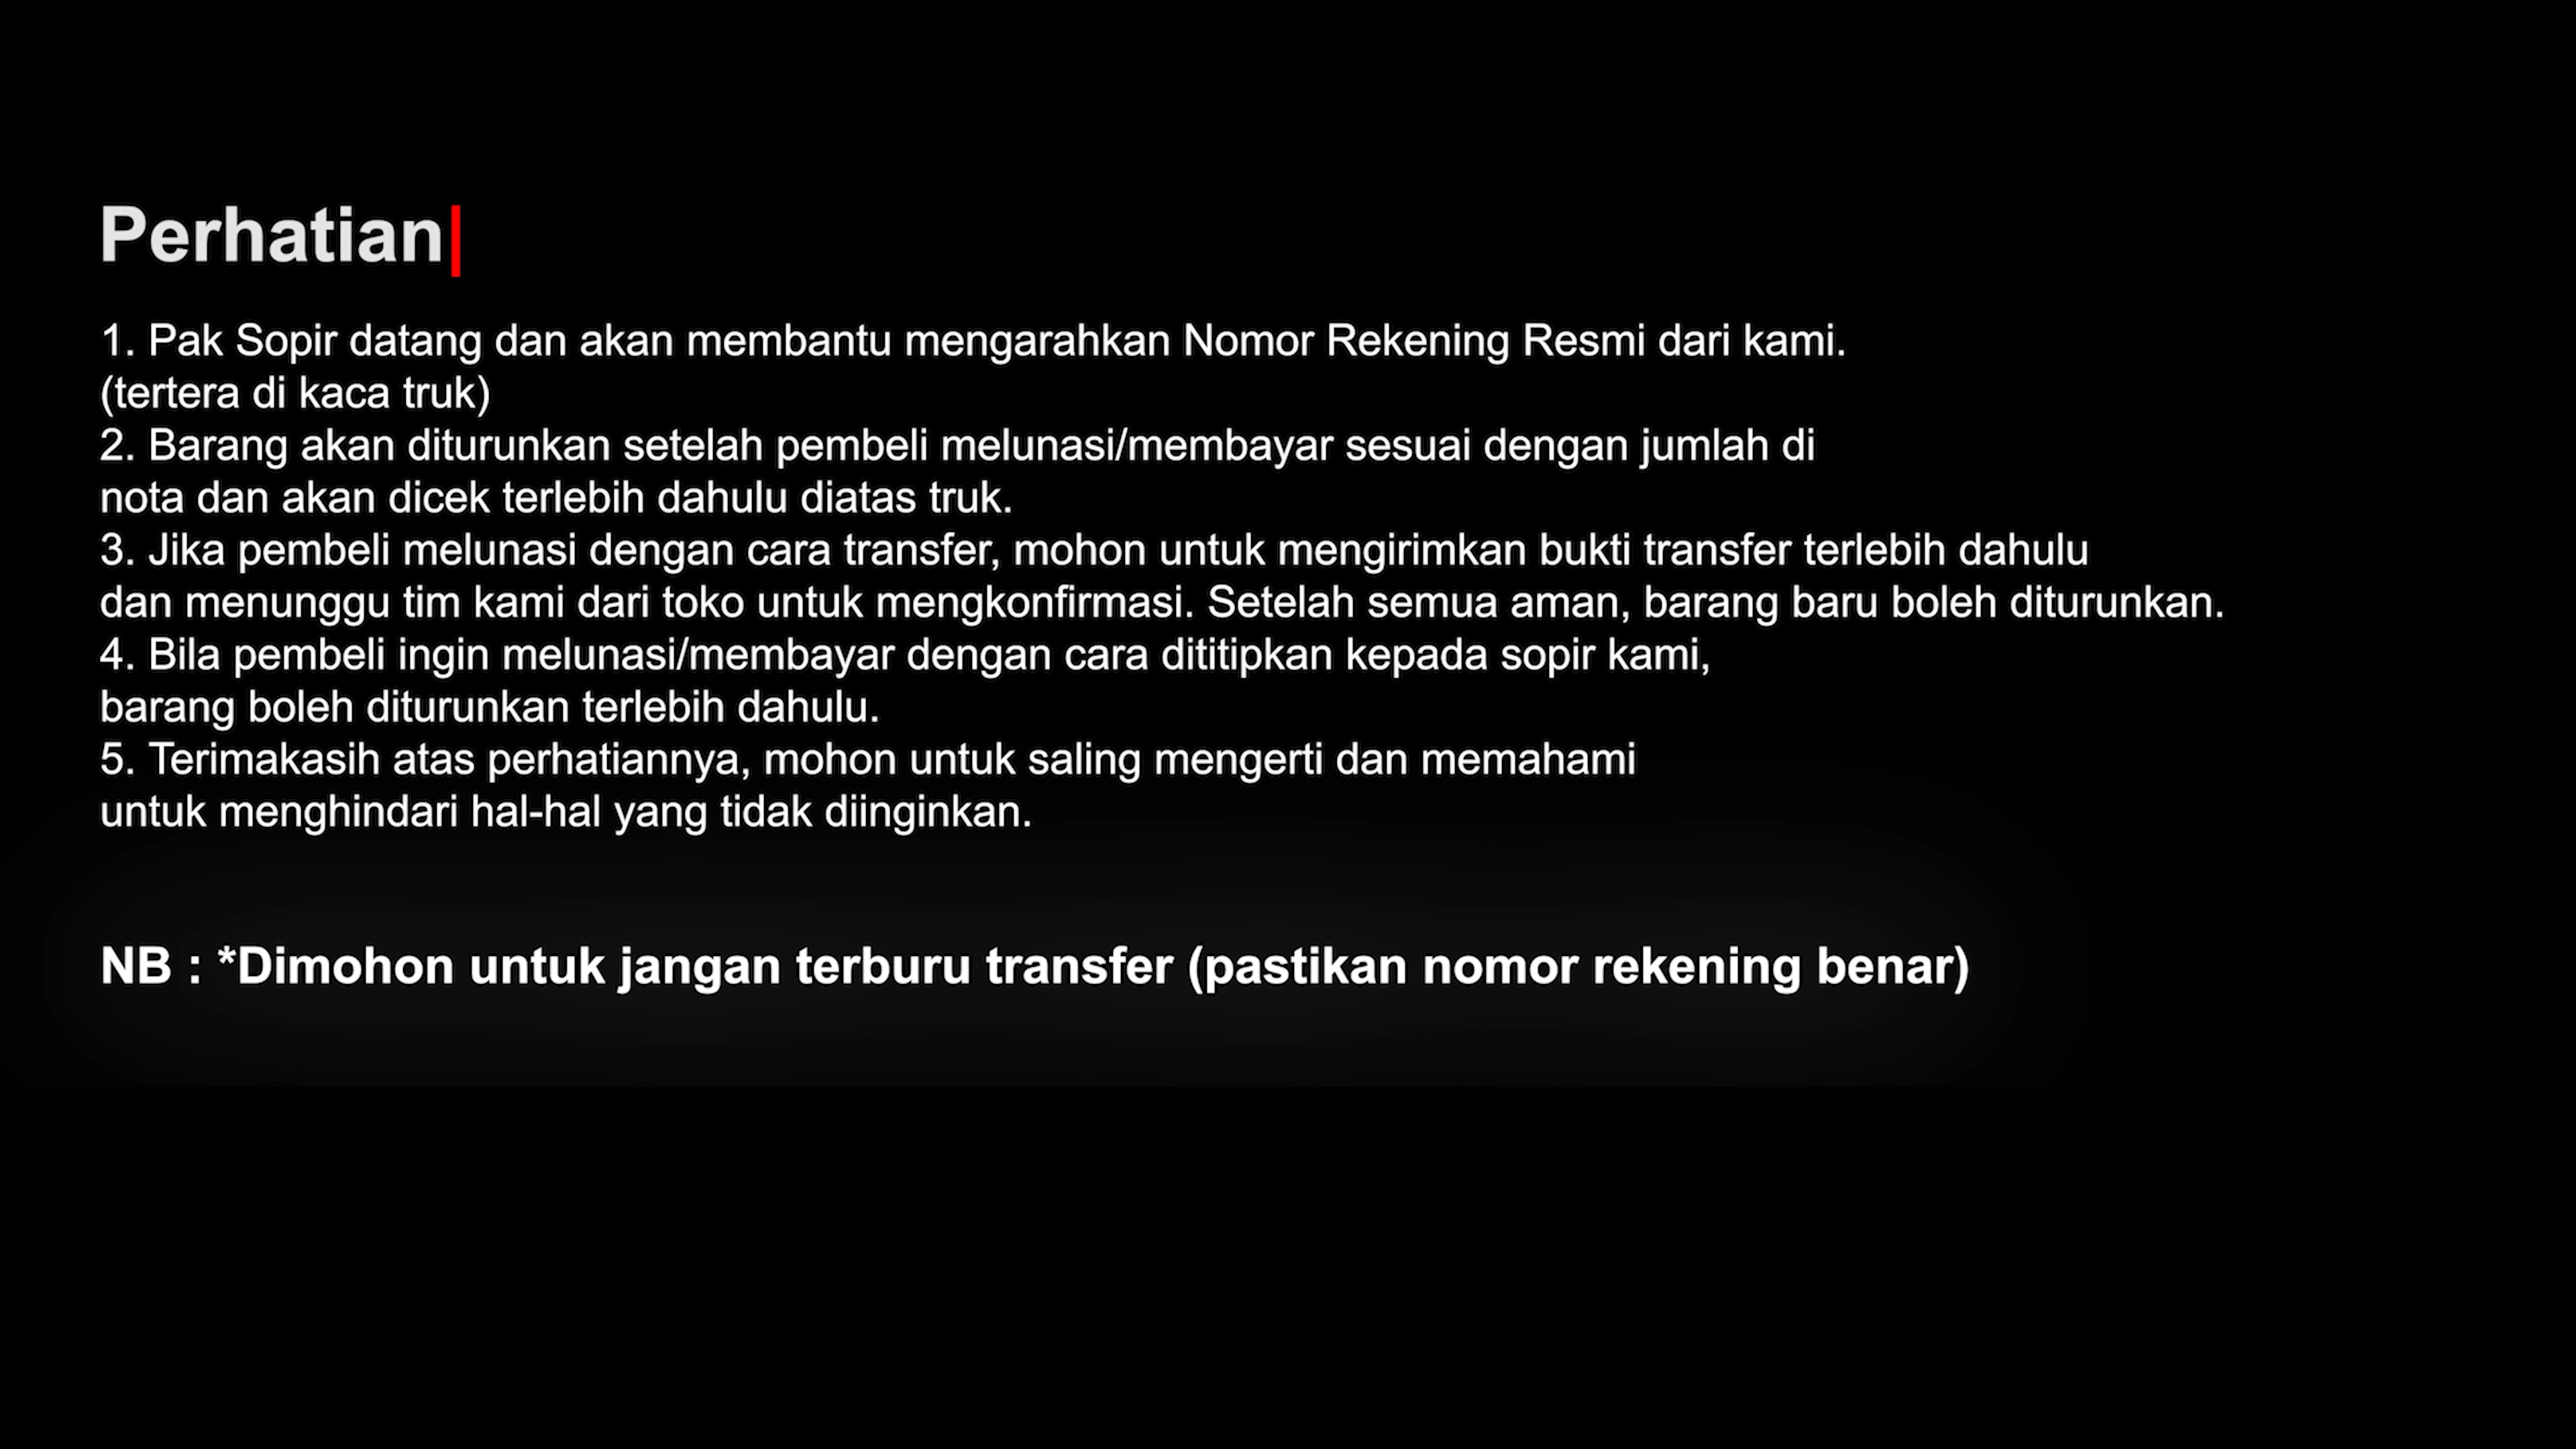 Perhatian
1. Pak Sopir datang dan akan membantu mengarahkan Nomor Rekening Resmi dari kami.
(tertera di kaca truk)
2. Barang akan diturunkan setelah pembeli melunasi/membayar sesuai dengan jumlah di
nota dan akan dicek terlebih dahulu diatas truk.
3. Jika pembeli melunasi dengan cara transfer, mohon untuk mengirimkan bukti transfer terlebih dahulu
dan menunggu tim kami dari toko untuk mengkonfirmasi. Setelah semua aman, barang baru boleh diturunkan.
4. Bila pembeli ingin melunasi/membayar dengan cara dititipkan kepada sopir kami,
barang boleh diturunkan terlebih dahulu.
5. Terimakasih atas perhatiannya, mohon untuk saling mengerti dan memahami
untuk menghindari hal-hal yang tidak diinginkan.
NB : *Dimohon untuk jangan terburu transfer (pastikan nomor rekening benar)